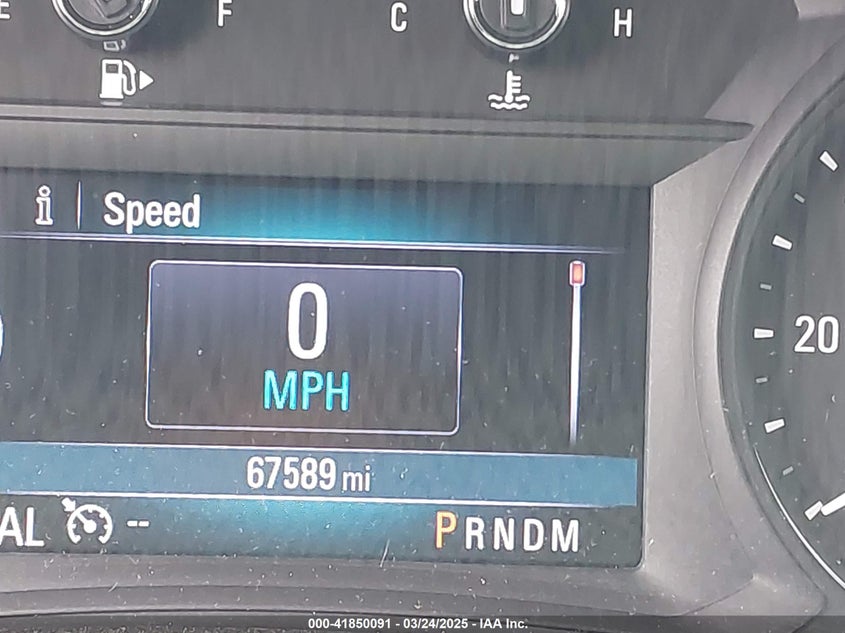 E F C H
i Speed
0
MPH
20
67589 mi
AL -- PRNDM
000-41850091 - 03/24/2025 - IAA Inc.